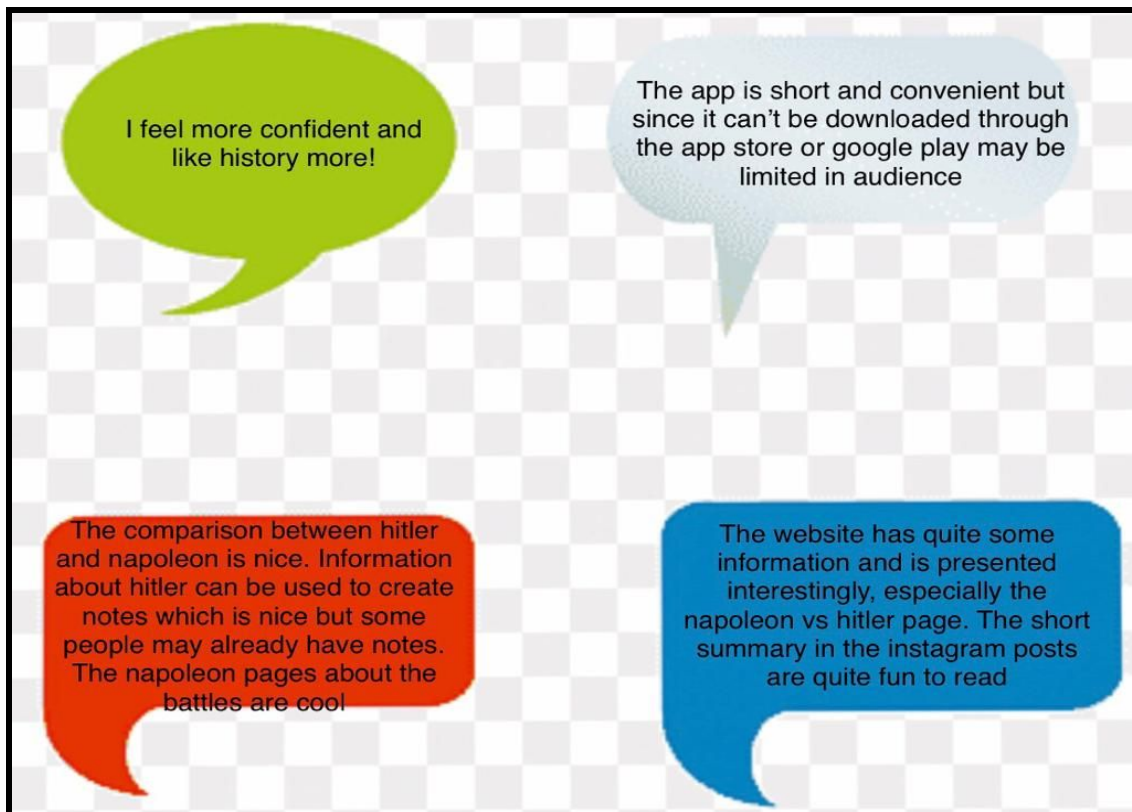 I feel more confident and
like history more!
The app is short and convenient but
since it can’t be downloaded through
the app store or google play may be
limited in audience
The comparison between hitler
and napoleon is nice. Information
about hitler can be used to create
notes which is nice but some
people may already have notes.
The napoleon pages about the
battles are cool
The website has quite some
information and is presented
interestingly, especially the
napoleon vs hitler page. The short
summary in the instagram posts
are quite fun to read